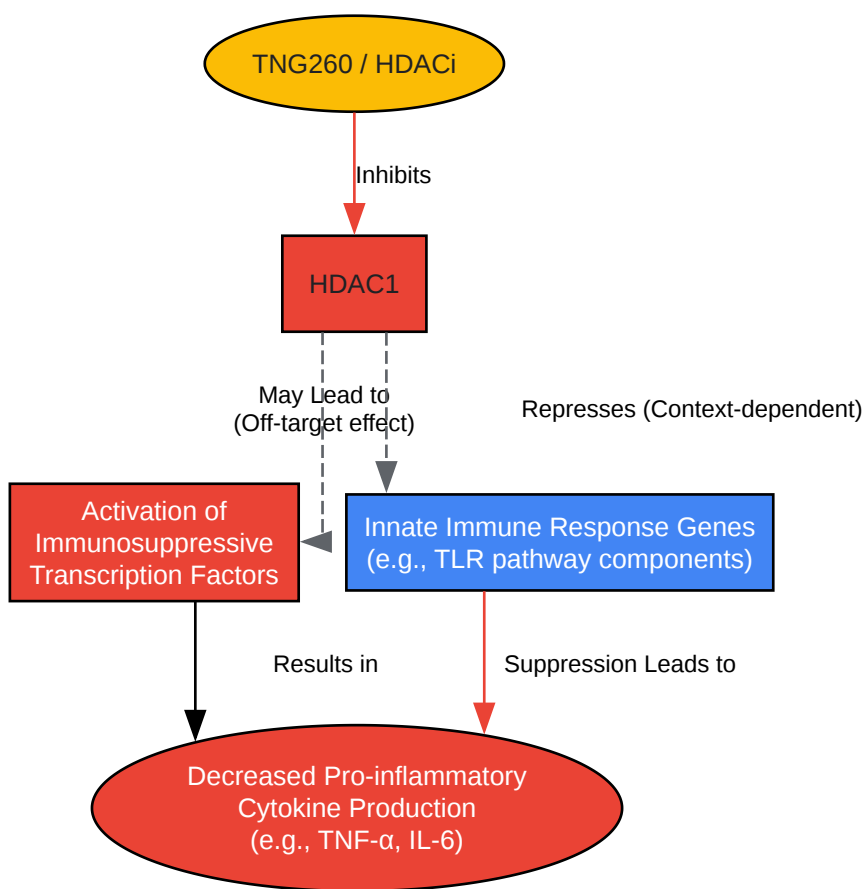 TNG260 / HDACi
Inhibits
HDAC1
May Lead to
(Off-target effect)
Represses (Context-dependent)
Activation of
Immunosuppressive
Transcription Factors
Innate Immune Response Genes
(e.g., TLR pathway components)
Results in
Suppression Leads to
Decreased Pro-inflammatory
Cytokine Production
(e.g., TNF-α, IL-6)